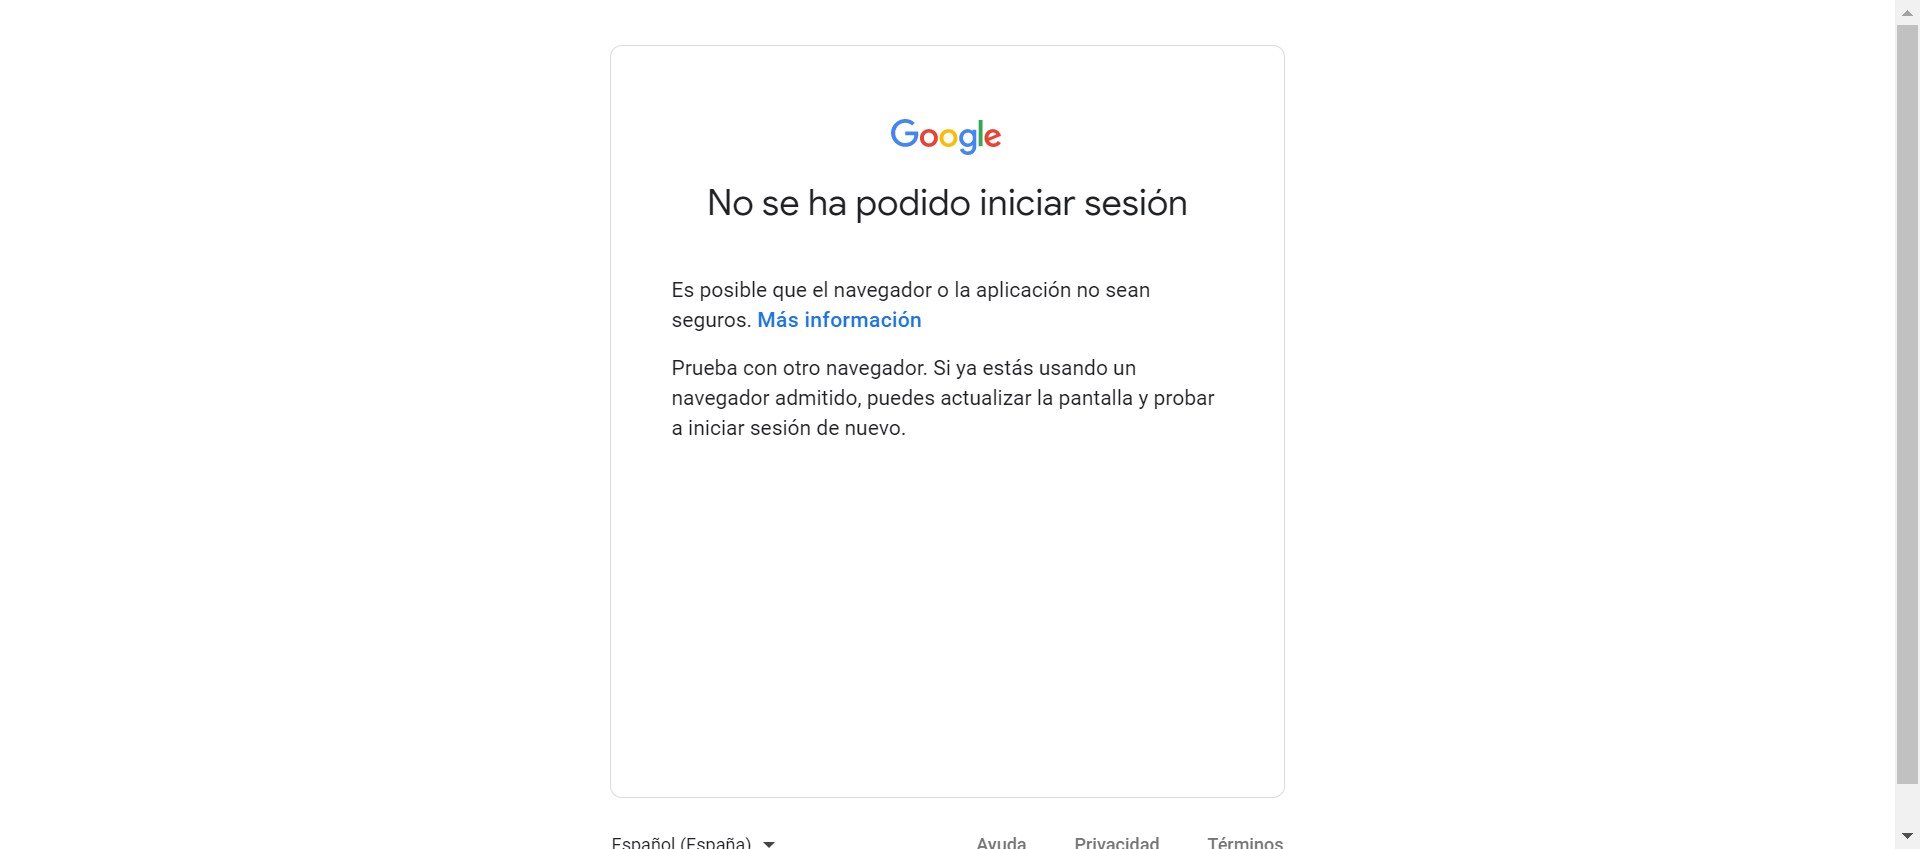 Google
No se ha podido iniciar sesión
Es posible que el navegador o la aplicación no sean
seguros. Más información
Prueba con otro navegador. Si ya estás usando un
navegador admitido, puedes actualizar la pantalla y probar
a iniciar sesión de nuevo.
Español (España) Ayuda Privacidad Términos